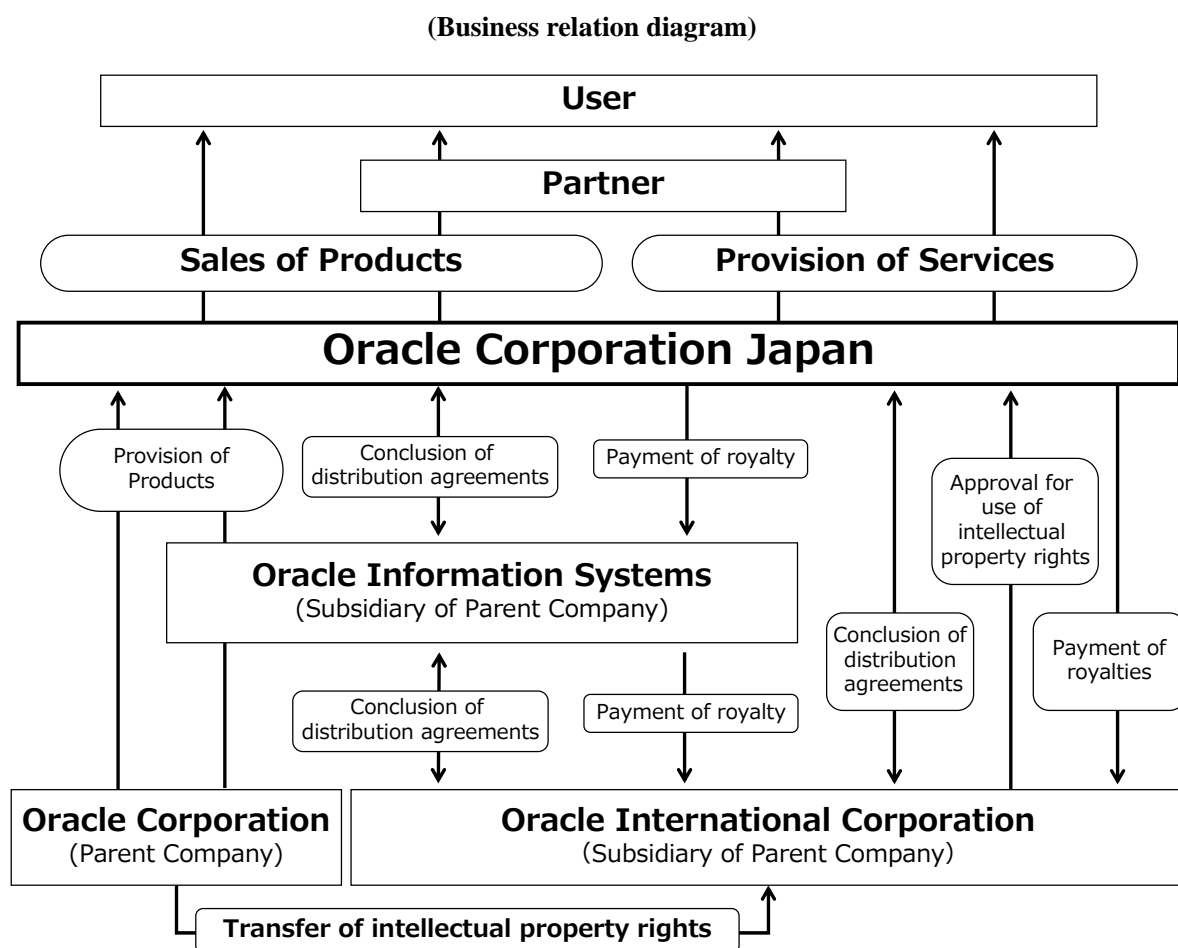 (Business relation diagram)
User
Partner
Sales of Products
Provision of Services
Oracle Corporation Japan
Provision of
Products
Conclusion of
distribution agreements
Payment of royalty
Approval for
use of
intellectual
property rights
Oracle Information Systems
(Subsidiary of Parent Company)
Conclusion of
distribution
agreements
Payment of
royalties
Conclusion of
distribution agreements
Payment of royalty
Oracle Corporation
(Parent Company)
Oracle International Corporation
(Subsidiary of Parent Company)
Transfer of intellectual property rights